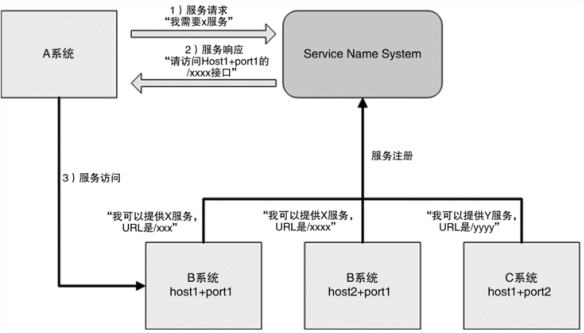 1）服务请求
“我需要x服务”
A系统
2）服务响应
“请访问Host1+port1的
/xxxx接口”
Service Name System
服务注册
3）服务访问
“我可以提供X服务，
URL是/xxx”
“我可以提供X服务，
URL是/xxxx”
“我可以提供Y服务，
URL是/yyyy”
B系统
host1+port1
B系统
host2+port1
C系统
host1+port2